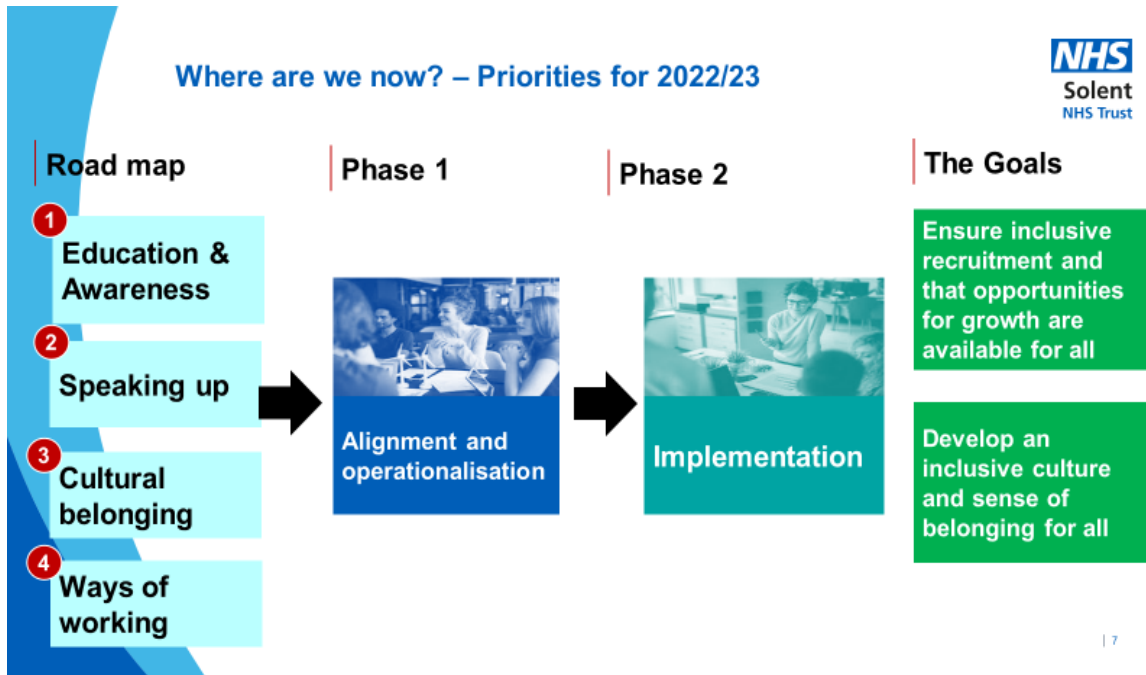 Where are we now? – Priorities for 2022/23
NHS
Solent
NHS Trust
Road map
1
Education &
Awareness
2
Speaking up
3
Cultural
belonging
4
Ways of
working
Phase 1
Alignment and
operationalisation
Phase 2
Implementation
The Goals
Ensure inclusive
recruitment and
that opportunities
for growth are
available for all
Develop an
inclusive culture
and sense of
belonging for all
| 7